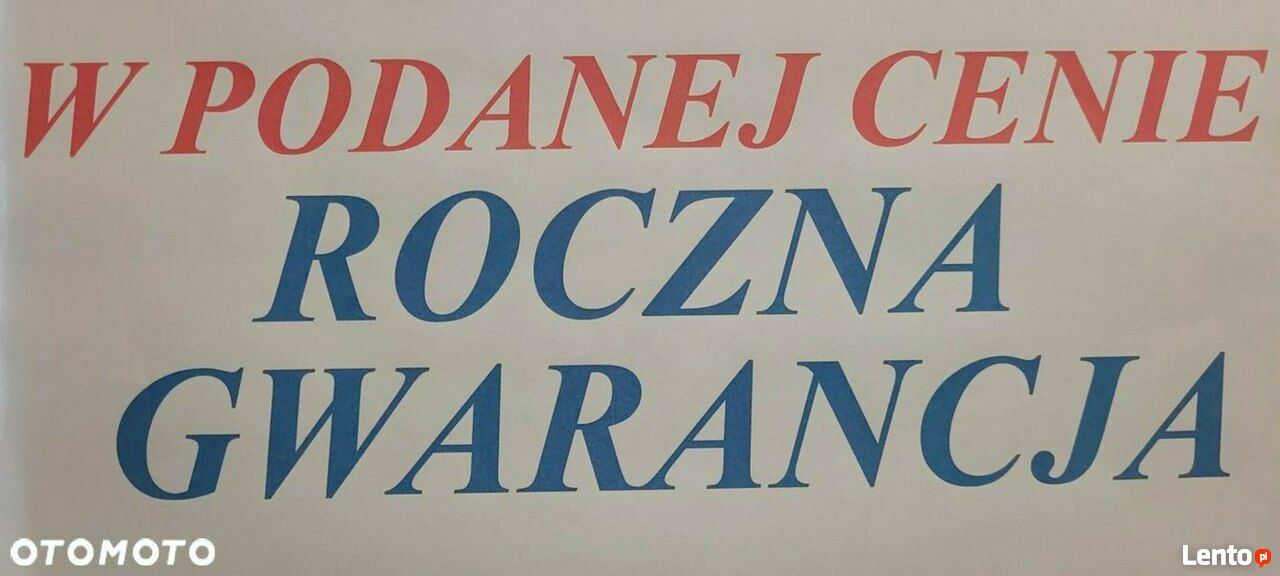 W PODANEJ CENIE
ROCZNA
GWARANCJA
OTOMOTO
Lento.pl